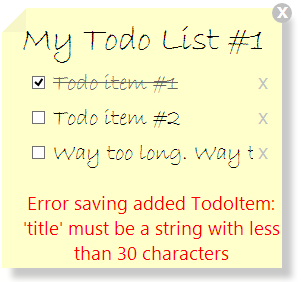 My Todo List #1
Todo item #1 x
Todo item #2 x
Way too long. Way t x
Error saving added TodoItem:
'title' must be a string with less
than 30 characters